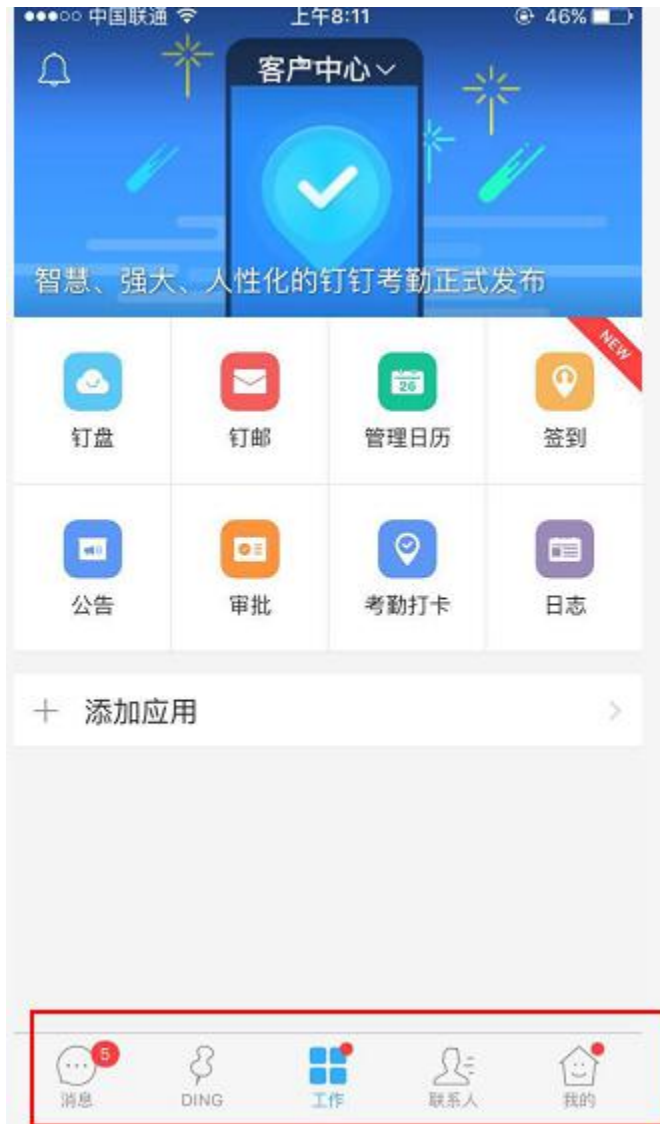 中国联通 上午8:11 46%
客户中心
智慧、强大、人性化的钉钉考勤正式发布
NEW
钉盘 钉邮 管理日历 签到
26
公告 审批 考勤打卡 日志
添加应用
5
消息 DING 工作 联系人 我的